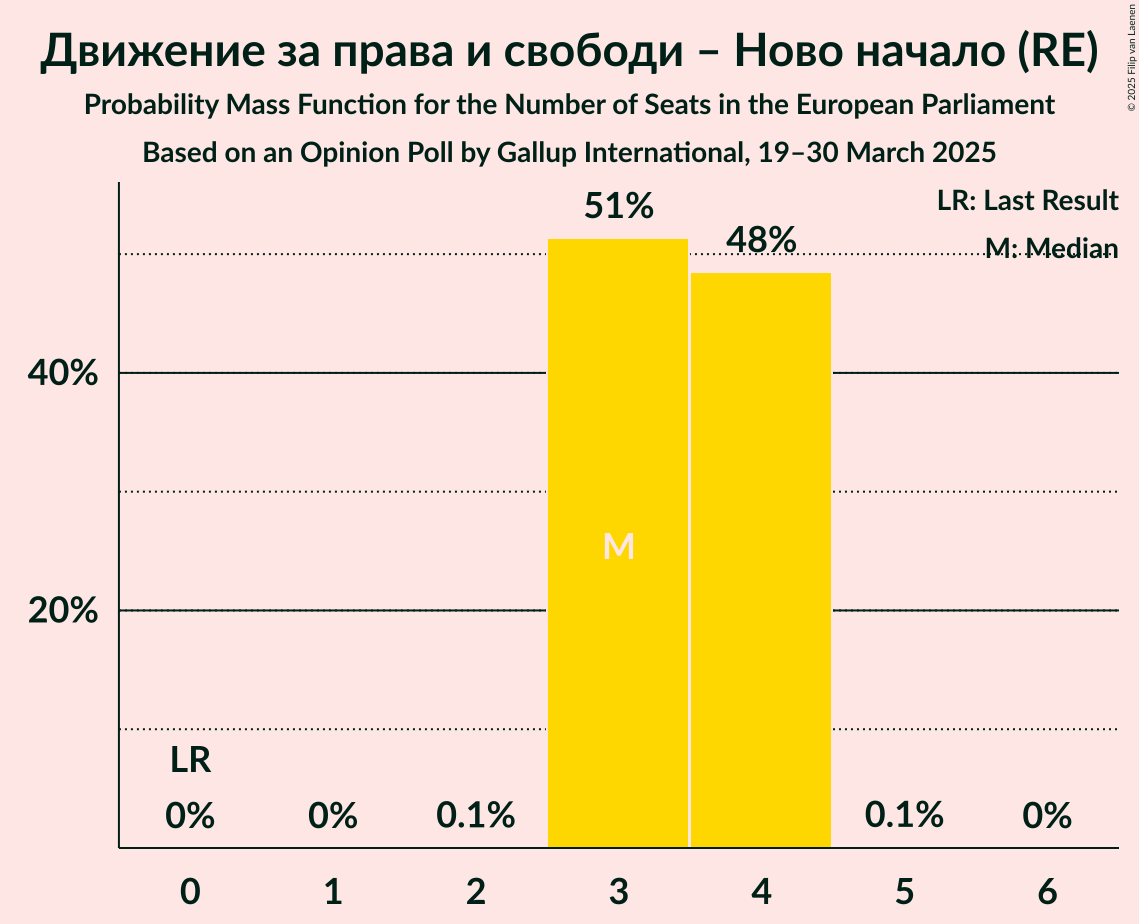 Движение за права и свободи – Ново начало (RE)
Probability Mass Function for the Number of Seats in the European Parliament
Based on an Opinion Poll by Gallup International, 19–30 March 2025
© 2025 Filip van Laenen
LR: Last Result
M: Median
51%
48%
40%
M
20%
LR
0% 0% 0.1% 0.1% 0%
0 1 2 3 4 5 6